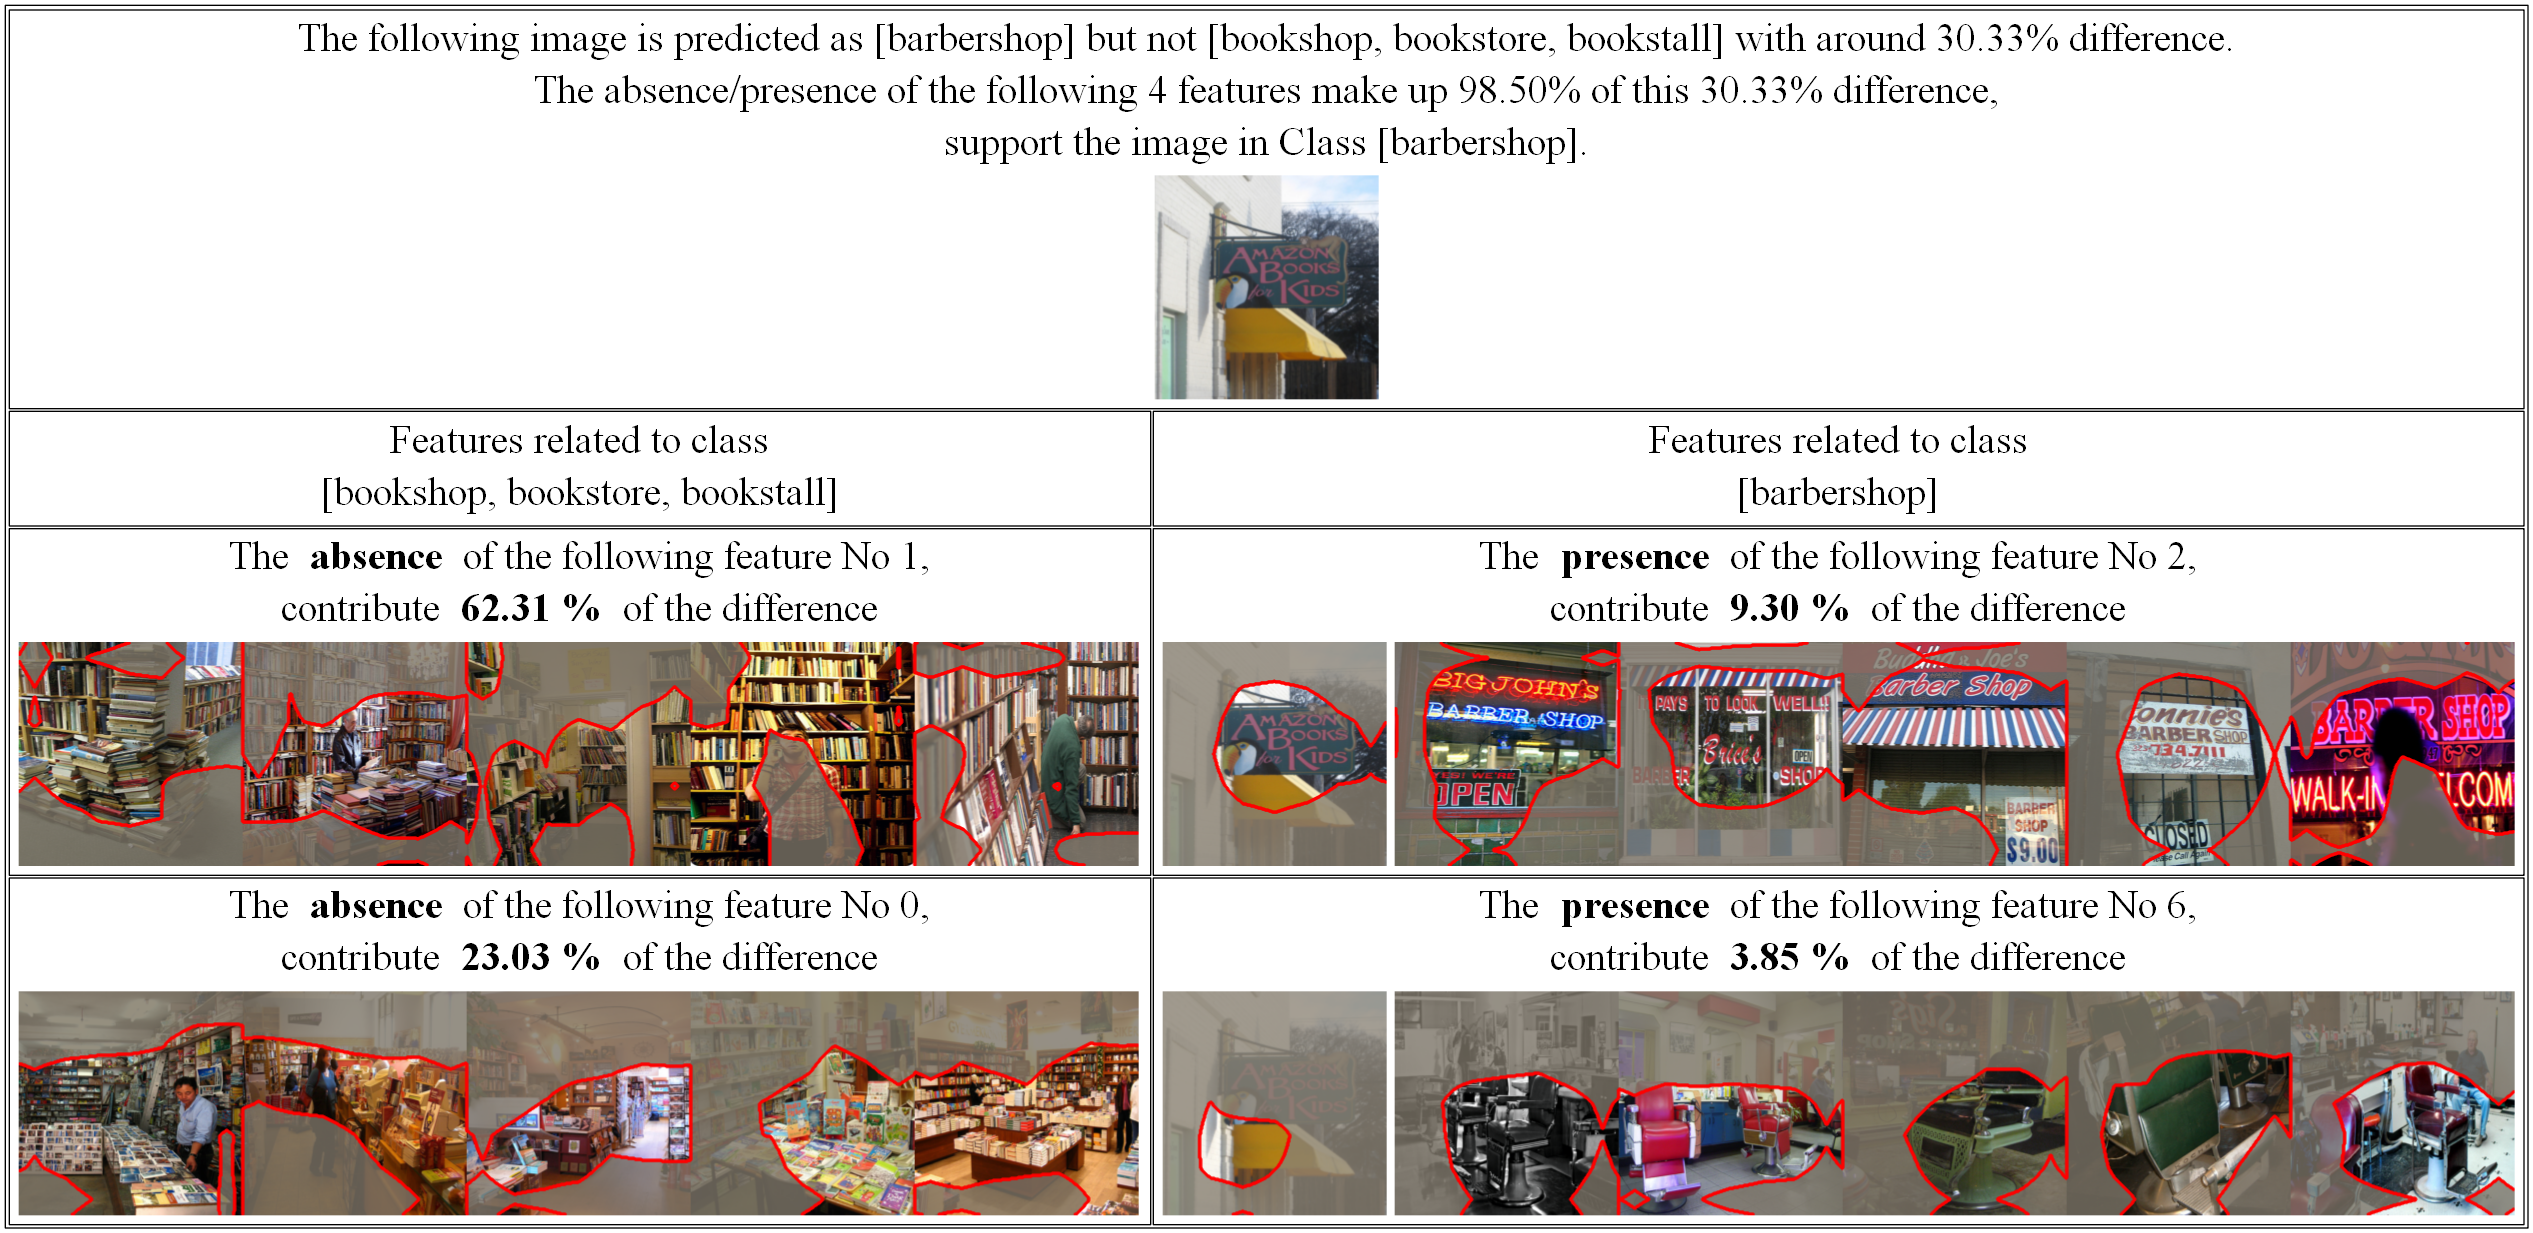 The following image is predicted as [barbershop] but not [bookshop, bookstore, bookstall] with around 30.33% difference.
The absence/presence of the following 4 features make up 98.50% of this 30.33% difference,
support the image in Class [barbershop].
AMAZON
BOOKS
for KIDS
Features related to class
[bookshop, bookstore, bookstall]
Features related to class
[barbershop]
The absence of the following feature No 1,
contribute 62.31 % of the difference
The presence of the following feature No 2,
contribute 9.30 % of the difference
AMAZON
BOOKS
for KIDS
BIG JOHN'S
BARBER SHOP
YES! WE'RE
OPEN
PAYS TO LOOK WELL!!
Brice's
OPEN
BARBER SHOP
Buddy & Joe's
Barber Shop
BARBER
SHOP
$9.00
onnie's
BARBER SHOP
734.7111
CLOSED
Please Call Again
BARBER SHOP
WALK-IN
ELCOM
The absence of the following feature No 0,
contribute 23.03 % of the difference
The presence of the following feature No 6,
contribute 3.85 % of the difference
AMAZON
BOOKS
for KIDS